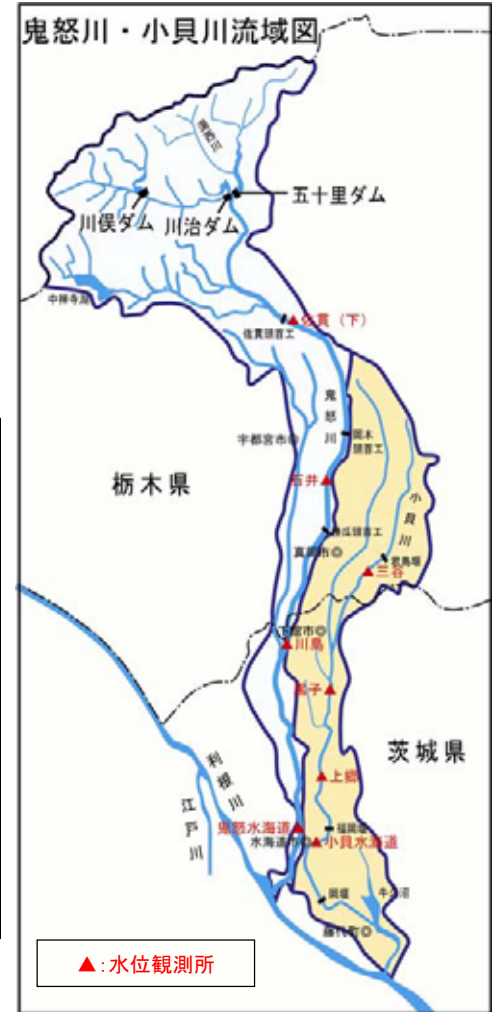 鬼怒川・小貝川流域図
五十里ダム
川俣ダム
川治ダム
中禅寺湖
佐貫（下）
佐貫頭首工
鬼怒川
宇都宮市
岡本
頭首工
栃木県
石井
小貝川
勝瓜頭首工
真岡市
三谷
下館市
川島
黒子
茨城県
利根川
上郷
江戸川
鬼怒水海道
福岡堰
水海道市
小貝水海道
岡堰
牛久沼
藤代町
▲：水位観測所